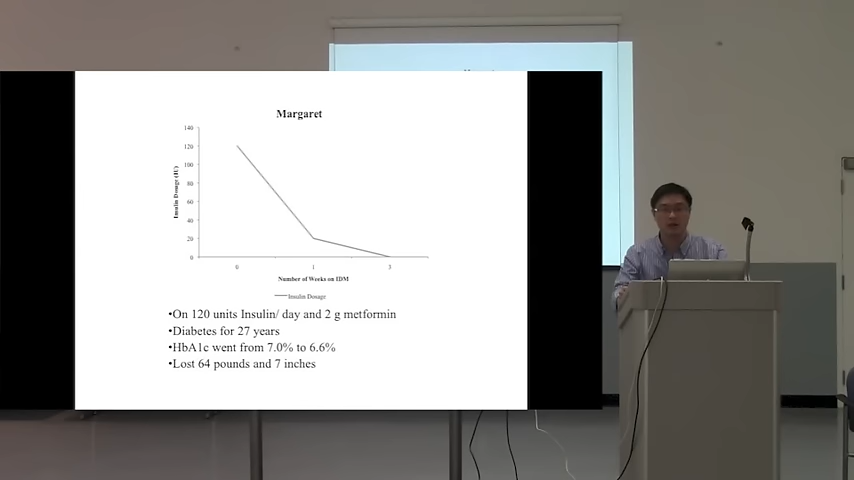 Margaret
140
120
100
80
60
40
20
0
Insulin Dosage (IU)
0 1 3
Number of Weeks on IDM
Insulin Dosage
•On 120 units Insulin/ day and 2 g metformin
•Diabetes for 27 years
•HbA1c went from 7.0% to 6.6%
•Lost 64 pounds and 7 inches